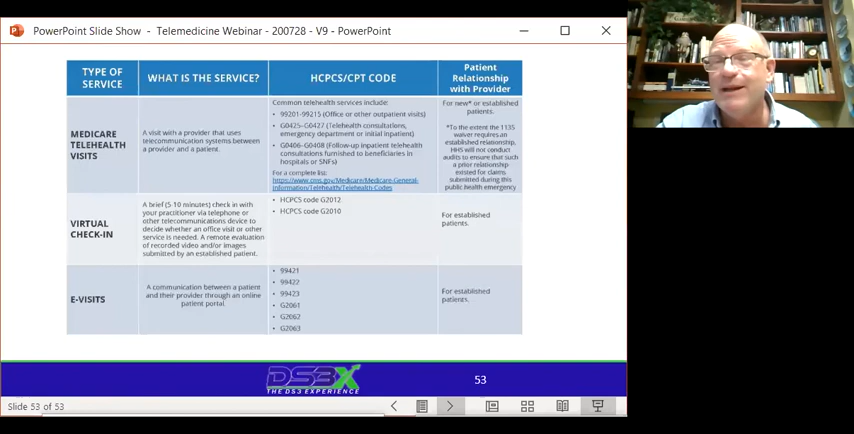 PowerPoint Slide Show - Telemedicine Webinar - 200728 - V9 - PowerPoint
TYPE OF
SERVICE
WHAT IS THE SERVICE?
HCPCS/CPT CODE
Patient
Relationship
with Provider
MEDICARE
TELEHEALTH
VISITS
A visit with a provider that uses
telecommunication systems between
a provider and a patient.
Common telehealth services include:
• 99201-99215 (Office or other outpatient visits)
• G0425-G0427 (Telehealth consultations,
emergency department or initial inpatient)
• G0406-G0408 (Follow-up inpatient telehealth
consultations furnished to beneficiaries in
hospitals or SNFs)
For a complete list:
https://www.cms.gov/Medicare/Medicare-General-
Information/Telehealth/Telehealth-Codes
For new* or established
patients.
*To the extent the 1135
waiver requires an
established relationship,
HHS will not conduct
audits to ensure that such
a prior relationship
existed for claims
submitted during this
public health emergency
VIRTUAL
CHECK-IN
A brief (5-10 minutes) check in with
your practitioner via telephone or
other telecommunications device to
decide whether an office visit or other
service is needed. A remote evaluation
of recorded video and/or images
submitted by an established patient.
• HCPCS code G2012
• HCPCS code G2010
For established
patients.
E-VISITS
A communication between a patient
and their provider through an online
patient portal.
• 99421
• 99422
• 99423
• G2061
• G2062
• G2063
For established
patients.
DS3X
THE DS3 EXPERIENCE
53
Slide 53 of 53